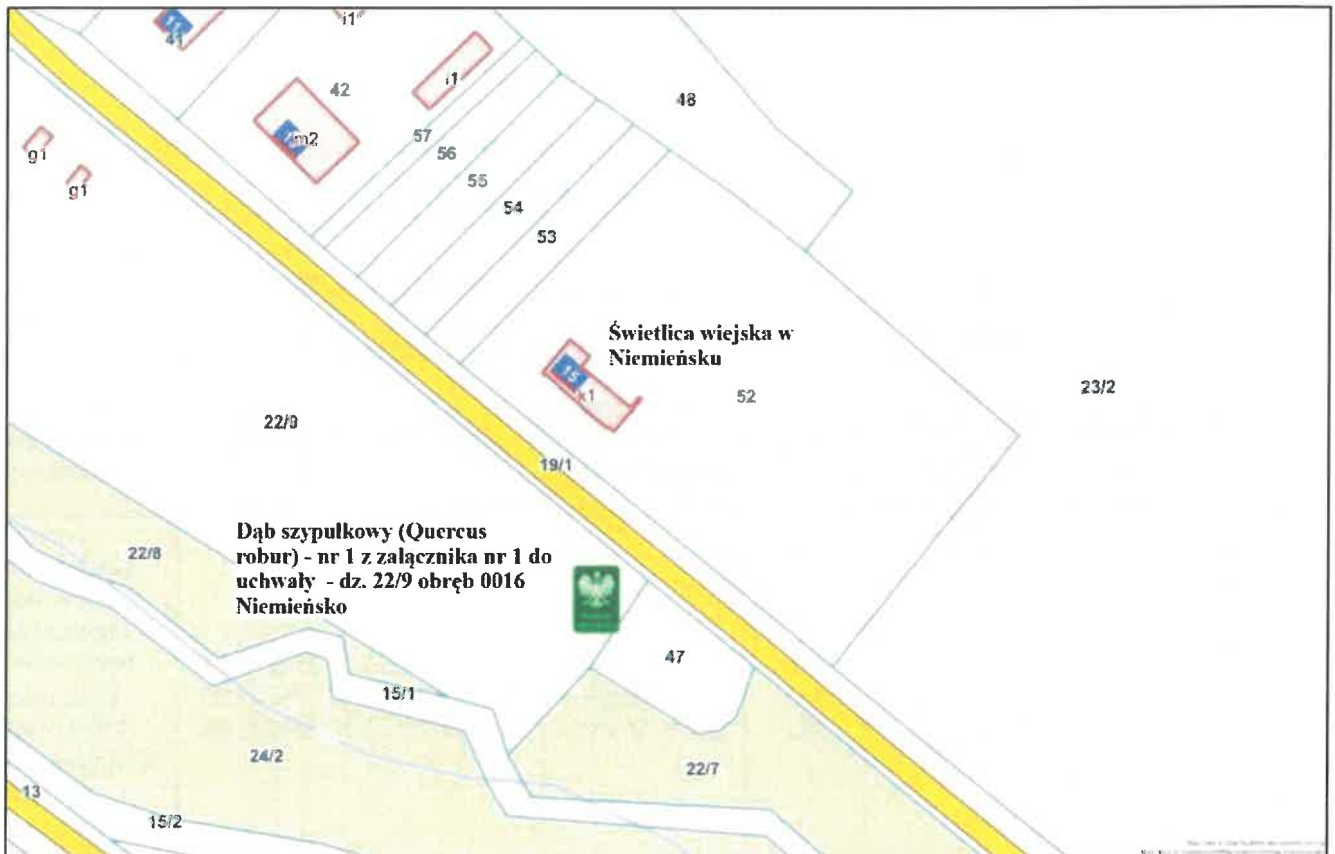 i1
41
42
i1
48
m2
57
g1
56
g1
55
54
53
Świetlica wiejska w
Niemieńsku
15
k1
52
23/2
22/9
19/1
Dąb szypułkowy (Quercus
robur) - nr 1 z załącznika nr 1 do
uchwały - dz. 22/9 obręb 0016
Niemieńsko
22/8
47
15/1
24/2
22/7
13
15/2